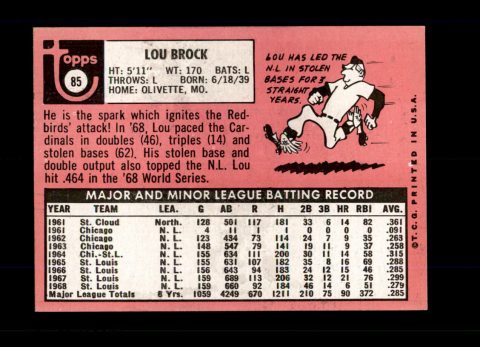 topps
85
LOU BROCK
HT: 5'11" WT: 170 BATS: L
THROWS: L BORN: 6/18/39
HOME: OLIVETTE, MO.
LOU HAS LED THE
N.L. IN STOLEN
BASES FOR 3
STRAIGHT
YEARS.
He is the spark which ignites the Red-
birds' attack! In '68, Lou paced the Car-
dinals in doubles (46), triples (14) and
stolen bases (62). His stolen base and
double output also topped the N.L. Lou
hit .464 in the '68 World Series.
©T.C.G. PRINTED IN U.S.A.
MAJOR AND MINOR LEAGUE BATTING RECORD
YEAR TEAM LEA. G AB R H 2B 3B HR RBI AVG.
1961 St. Cloud North. 128 501 117 181 33 6 14 82 .361
1961 Chicago N. L. 4 11 1 1 0 0 0 0 .091
1962 Chicago N. L. 123 434 73 114 24 7 9 35 .263
1963 Chicago N. L. 148 547 79 141 19 11 9 37 .258
1964 Chi.-St.L. N. L. 155 634 111 200 30 11 14 58 .315
1965 St. Louis N. L. 155 631 107 182 35 8 16 69 .288
1966 St. Louis N. L. 156 643 94 183 24 12 15 46 .285
1967 St. Louis N. L. 159 689 113 206 32 12 21 76 .299
1968 St. Louis N. L. 159 660 92 184 46 14 6 51 .279
Major League Totals 8 Yrs. 1059 4249 670 1211 210 75 90 372 .285